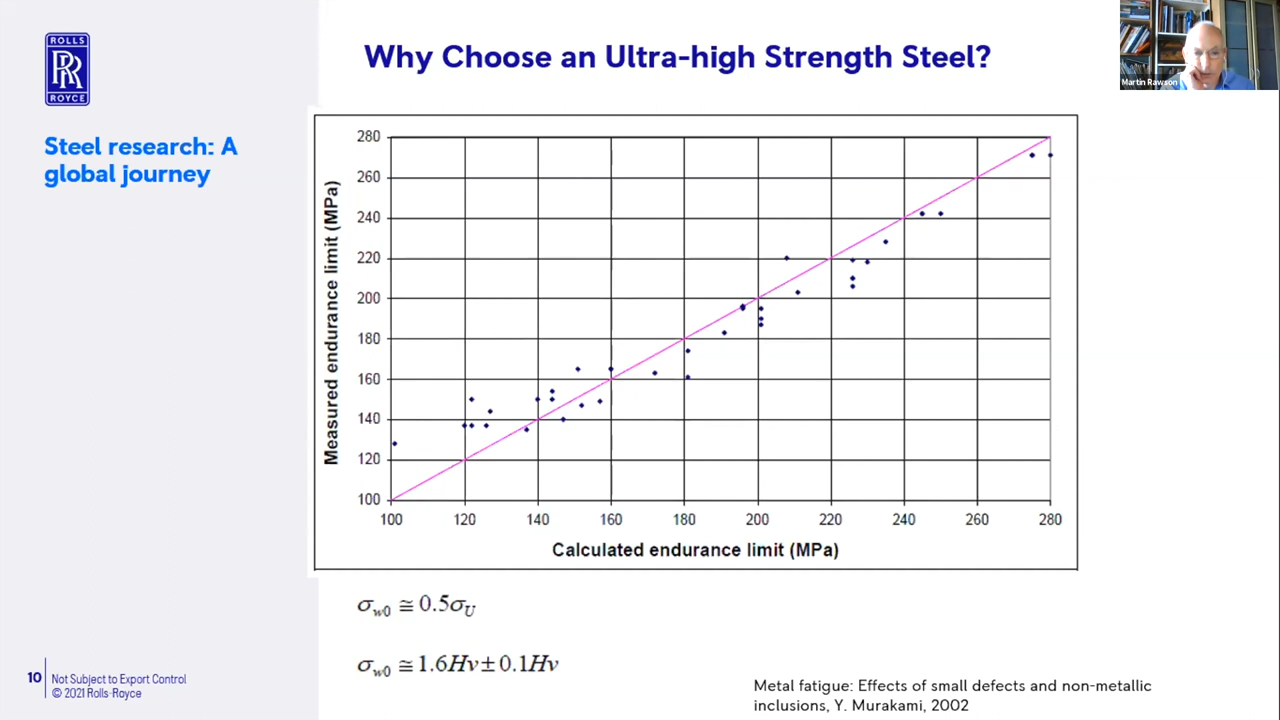 ROLLS
RR
ROYCE
Why Choose an Ultra-high Strength Steel?
Martin Rawson
Steel research: A
global journey
Measured endurance limit (MPa)
280
260
240
220
200
180
160
140
120
100
100 120 140 160 180 200 220 240 260 280
Calculated endurance limit (MPa)
σw0 ≅ 0.5σU
σw0 ≅ 1.6Hv ± 0.1Hv
Metal fatigue: Effects of small defects and non-metallic
inclusions, Y. Murakami, 2002
10
Not Subject to Export Control
© 2021 Rolls-Royce